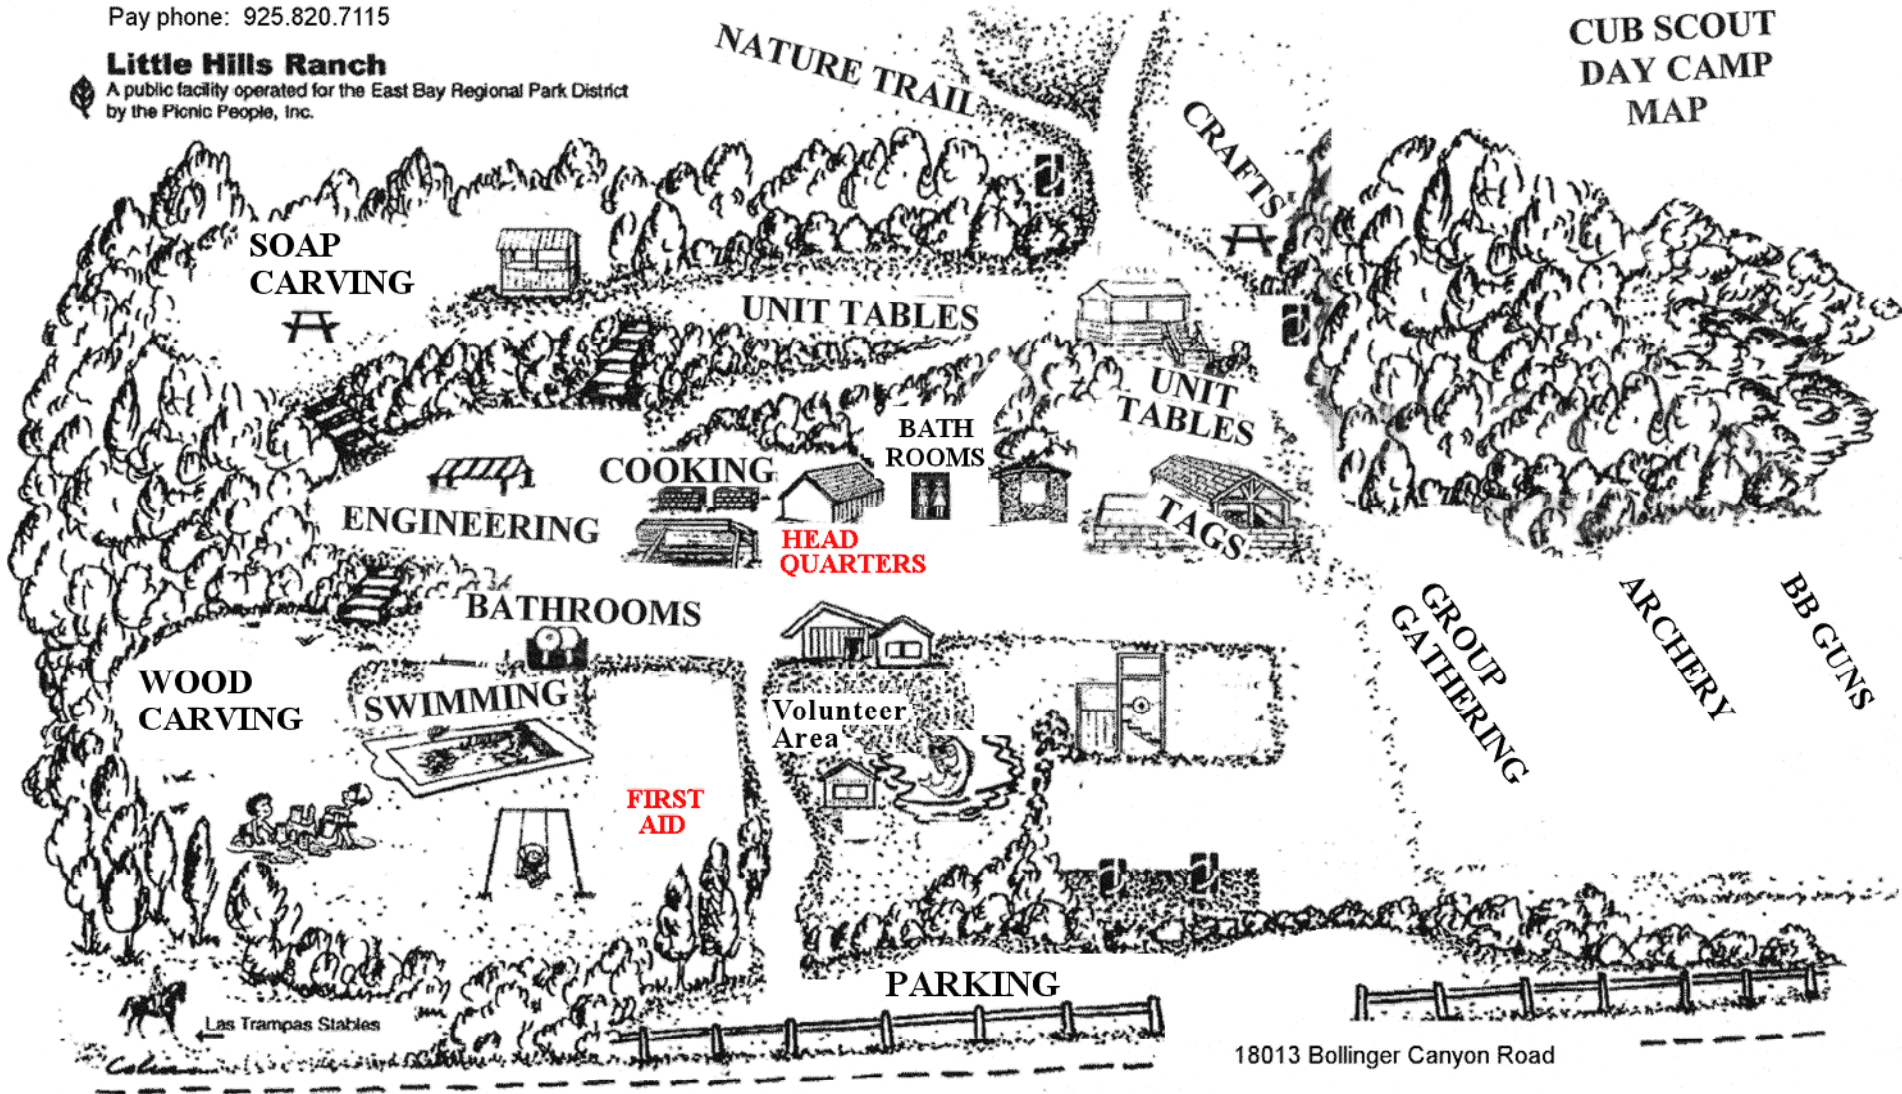 Pay phone: 925.820.7115
Little Hills Ranch
A public facility operated for the East Bay Regional Park District
by the Picnic People, Inc.
CUB SCOUT
DAY CAMP
MAP
NATURE TRAIL
CRAFTS
SOAP
CARVING
UNIT TABLES
UNIT
TABLES
BATH
ROOMS
COOKING
ENGINEERING
HEAD
QUARTERS
TAGS
BATHROOMS
GROUP
GATHERING
ARCHERY
BB GUNS
WOOD
CARVING
SWIMMING
Volunteer
Area
FIRST
AID
PARKING
Las Trampas Stables
18013 Bollinger Canyon Road